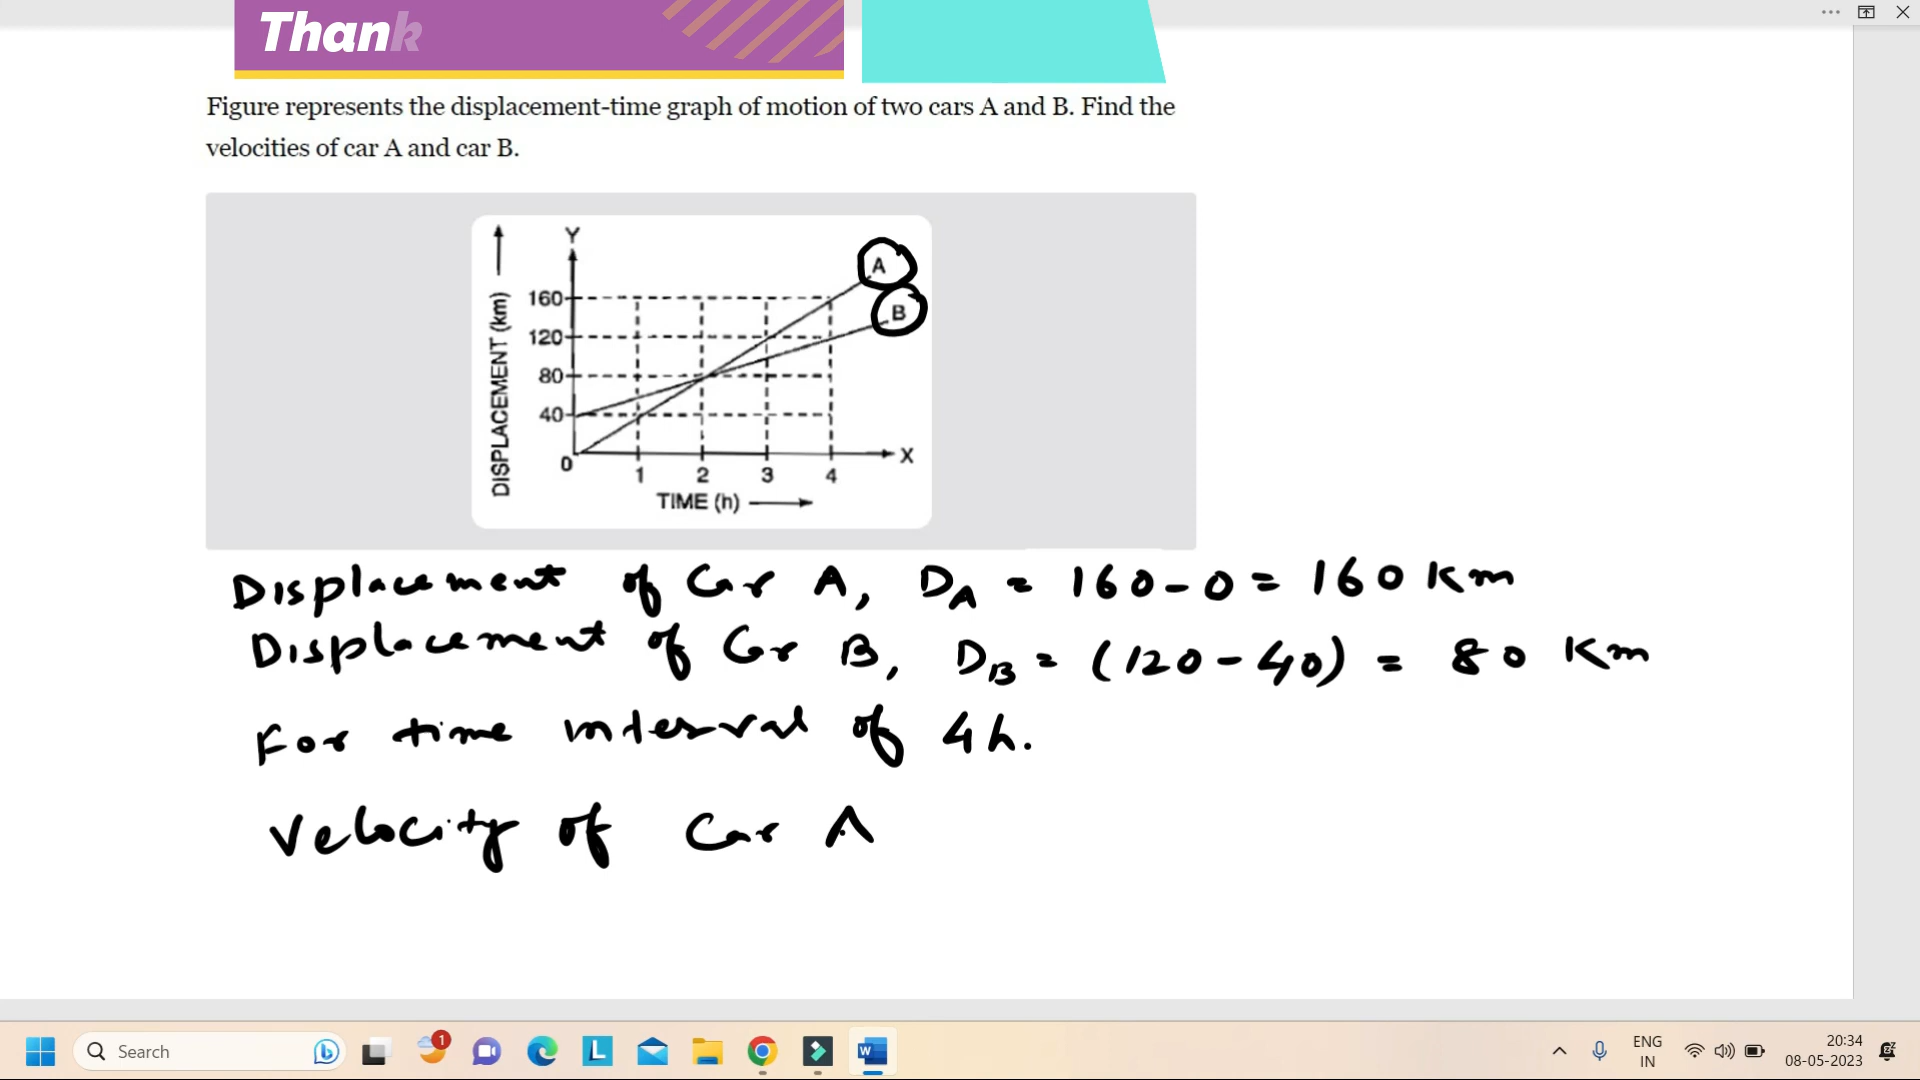 Thank
Figure represents the displacement-time graph of motion of two cars A and B. Find the
velocities of car A and car B.
Y
A
B
160
120
80
40
0
1 2 3 4
X
DISPLACEMENT (km)
TIME (h)
Displacement of Car A, DA = 160 - 0 = 160 Km
Displacement of Car B, DB = (120 - 40) = 80 Km
For time interval of 4h.
Velocity of Car A
1
Search
L
W
ENG
IN
20:34
08-05-2023